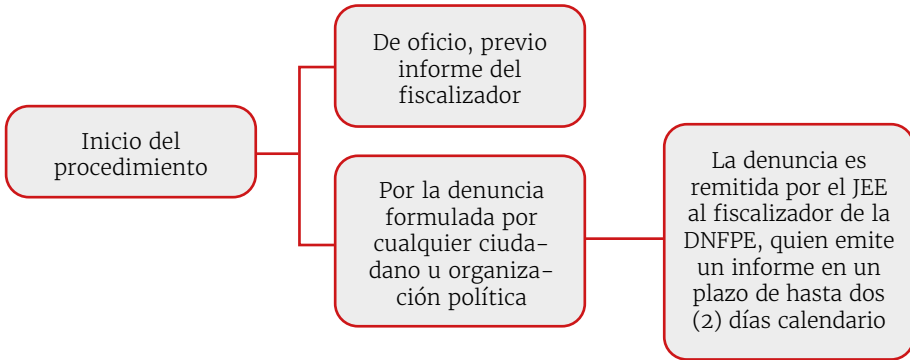 De oficio, previo
informe del
fiscalizador
Inicio del
procedimiento
Por la denuncia
formulada por
cualquier ciuda-
dano u organiza-
ción política
La denuncia es
remitida por el JEE
al fiscalizador de la
DNFPE, quien emite
un informe en un
plazo de hasta dos
(2) días calendario